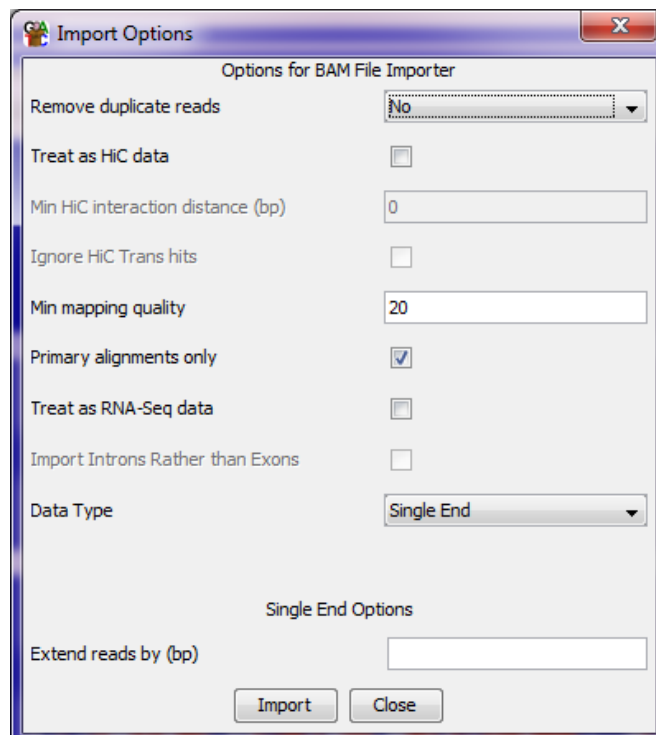 Import Options
Options for BAM File Importer
Remove duplicate reads No
Treat as HiC data
Min HiC interaction distance (bp) 0
Ignore HiC Trans hits
Min mapping quality 20
Primary alignments only
Treat as RNA-Seq data
Import Introns Rather than Exons
Data Type Single End
Single End Options
Extend reads by (bp)
Import Close